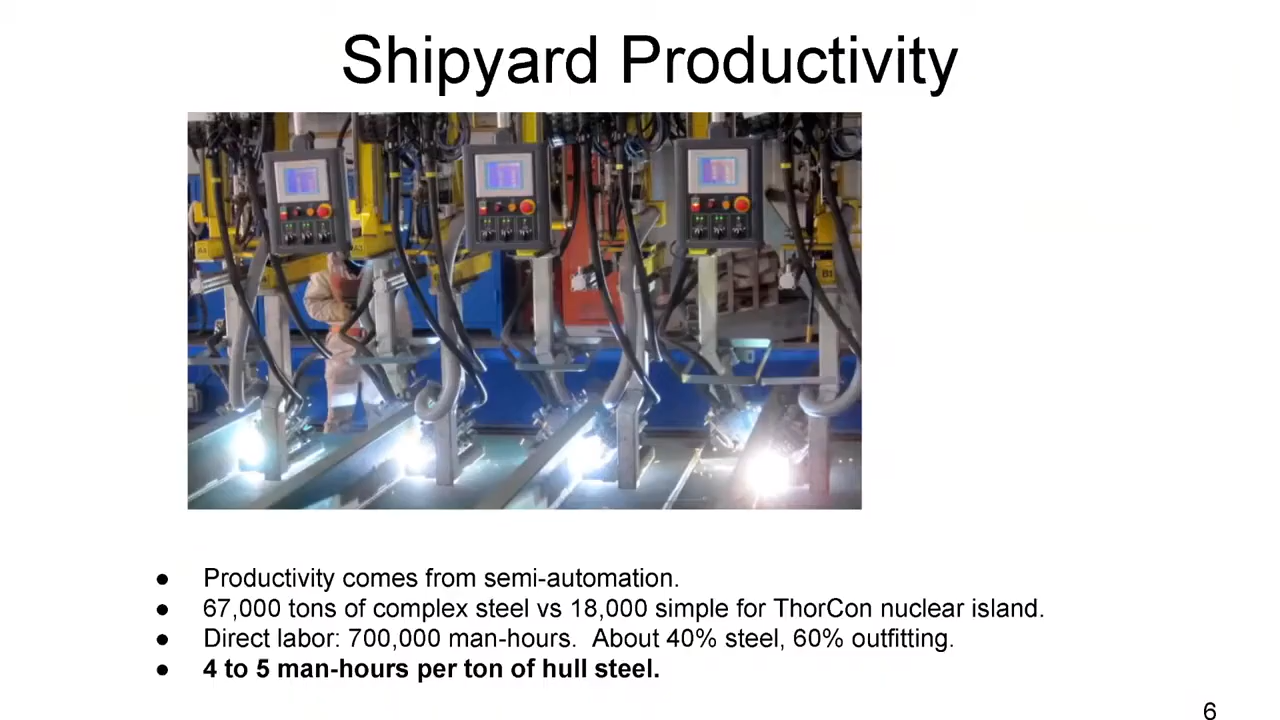 Shipyard Productivity
● Productivity comes from semi-automation.
● 67,000 tons of complex steel vs 18,000 simple for ThorCon nuclear island.
● Direct labor: 700,000 man-hours. About 40% steel, 60% outfitting.
● 4 to 5 man-hours per ton of hull steel.
6
B1